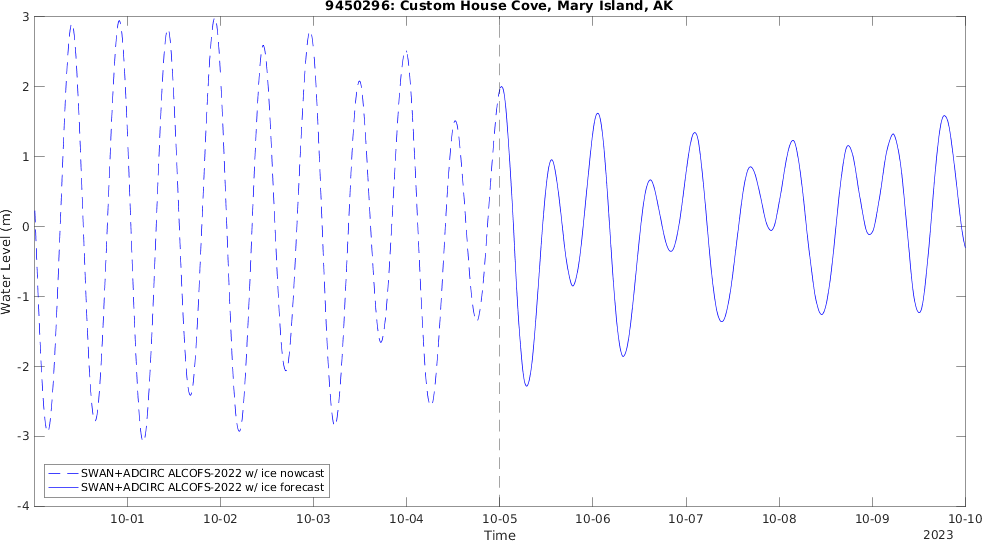 9450296: Custom House Cove, Mary Island, AK
3
2
1
0
-1
-2
-3
-4
Water Level (m)
SWAN+ADCIRC ALCOFS-2022 w/ ice nowcast
SWAN+ADCIRC ALCOFS-2022 w/ ice forecast
10-01 10-02 10-03 10-04 10-05 10-06 10-07 10-08 10-09 10-10
Time
2023